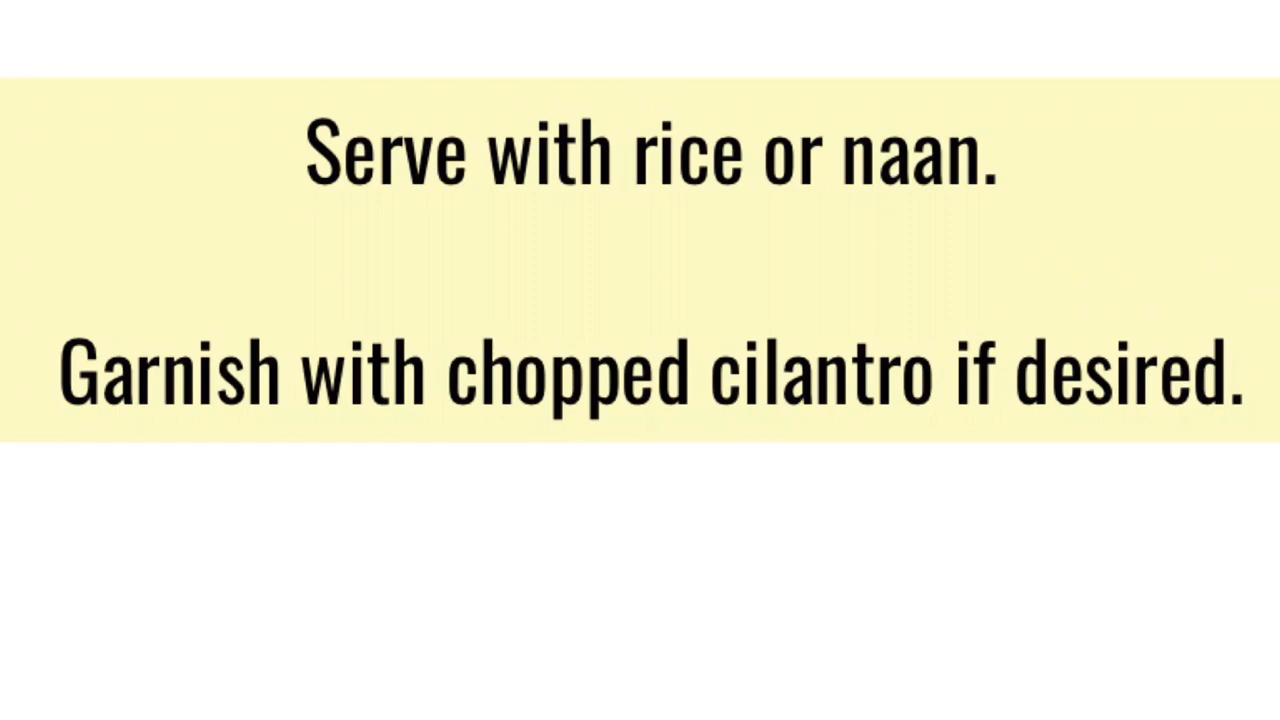 Serve with rice or naan.
Garnish with chopped cilantro if desired.